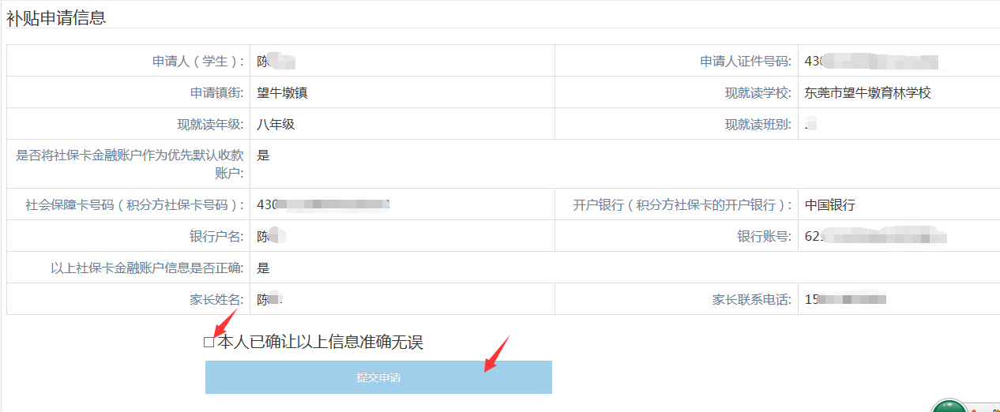 补贴申请信息
申请人（学生）: 陈 申请人证件号码: 430
申请镇街: 望牛墩镇 现就读学校: 东莞市望牛墩育林学校
现就读年级: 八年级 现就读班别:
是否将社保卡金融账户作为优先默认收款 是
账户:
社会保障卡号码（积分方社保卡号码）: 430 开户银行（积分方社保卡的开户银行）: 中国银行
银行户名: 陈 银行账号: 62
以上社保卡金融账户信息是否正确: 是
家长姓名: 陈 家长联系电话: 15
本人已确让以上信息准确无误
提交申请